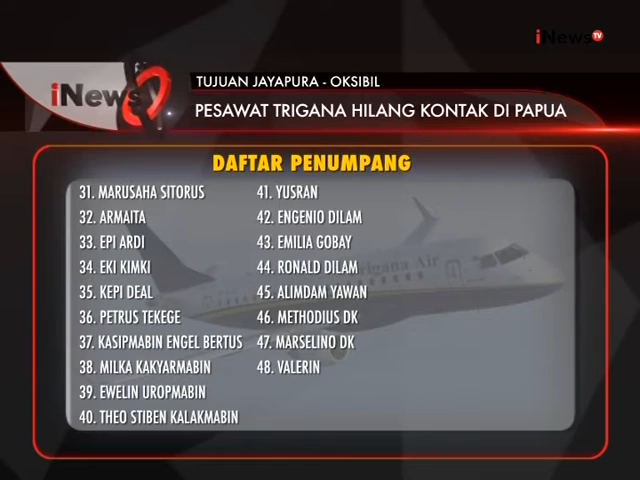 iNews TV
iNews
TUJUAN JAYAPURA - OKSIBIL
PESAWAT TRIGANA HILANG KONTAK DI PAPUA
DAFTAR PENUMPANG
31. MARUSAHA SITORUS
32. ARMAITA
33. EPI ARDI
34. EKI KIMKI
35. KEPI DEAL
36. PETRUS TEKEGE
37. KASIPMABIN ENGEL BERTUS
38. MILKA KAKYARMABIN
39. EWELIN UROPMABIN
40. THEO STIBEN KALAKMABIN
41. YUSRAN
42. ENGENIO DILAM
43. EMILIA GOBAY
44. RONALD DILAM
45. ALIMDAM YAWAN
46. METHODIUS DK
47. MARSELINO DK
48. VALERIN
Trigana Air